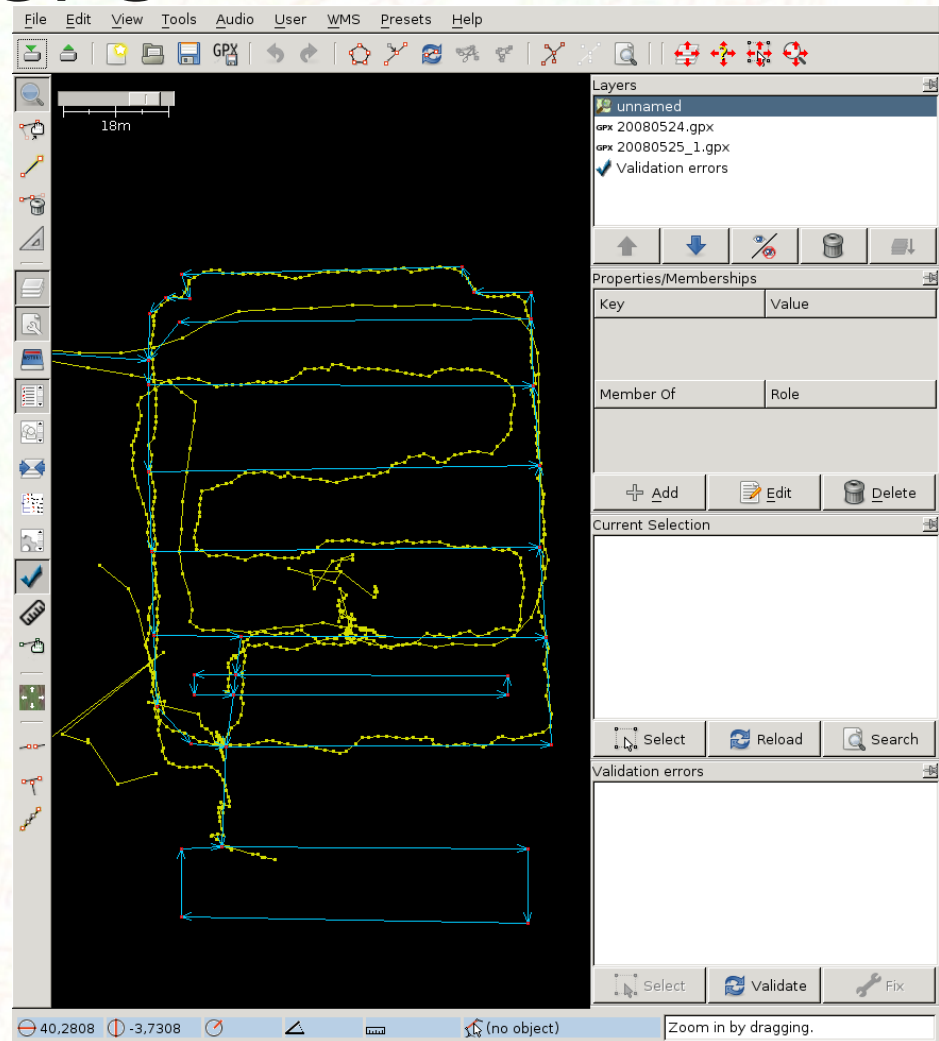 File Edit View Tools Audio User WMS Presets Help
GPX
18m
Layers
unnamed
GPX 20080524.gpx
GPX 20080525_1.gpx
Validation errors
Properties/Memberships
Key Value
Member Of Role
Add Edit Delete
Current Selection
Select Reload Search
Validation errors
Select Validate Fix
40,2808 -3,7308 (no object) Zoom in by dragging.